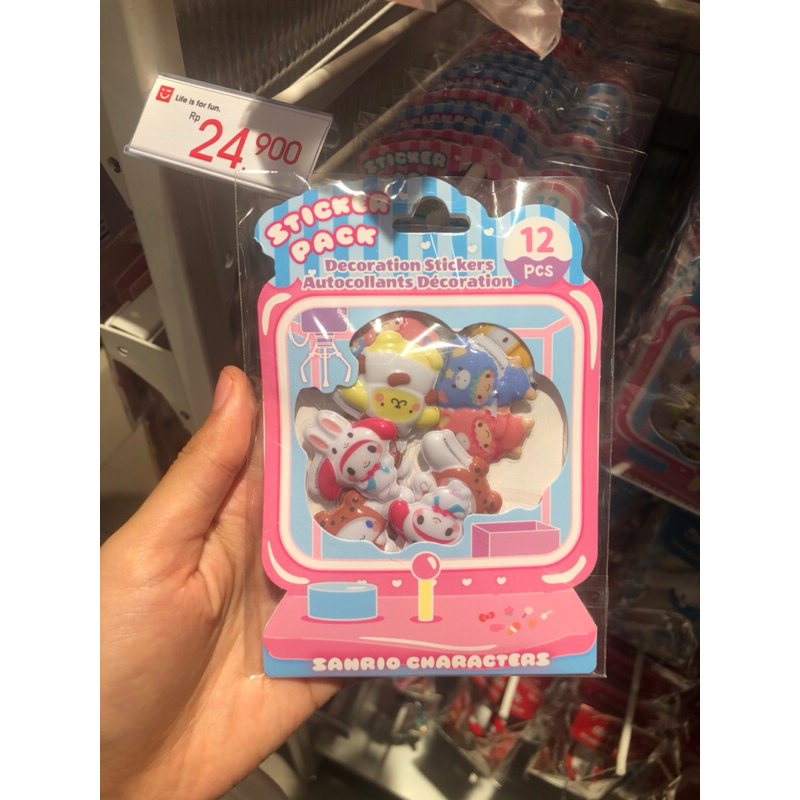 Life is for fun.
Rp 24.900
STICKER
STICKER
PACK
12
pcs
Decoration Stickers
Autocollants Décoration
SANRIO CHARACTERS